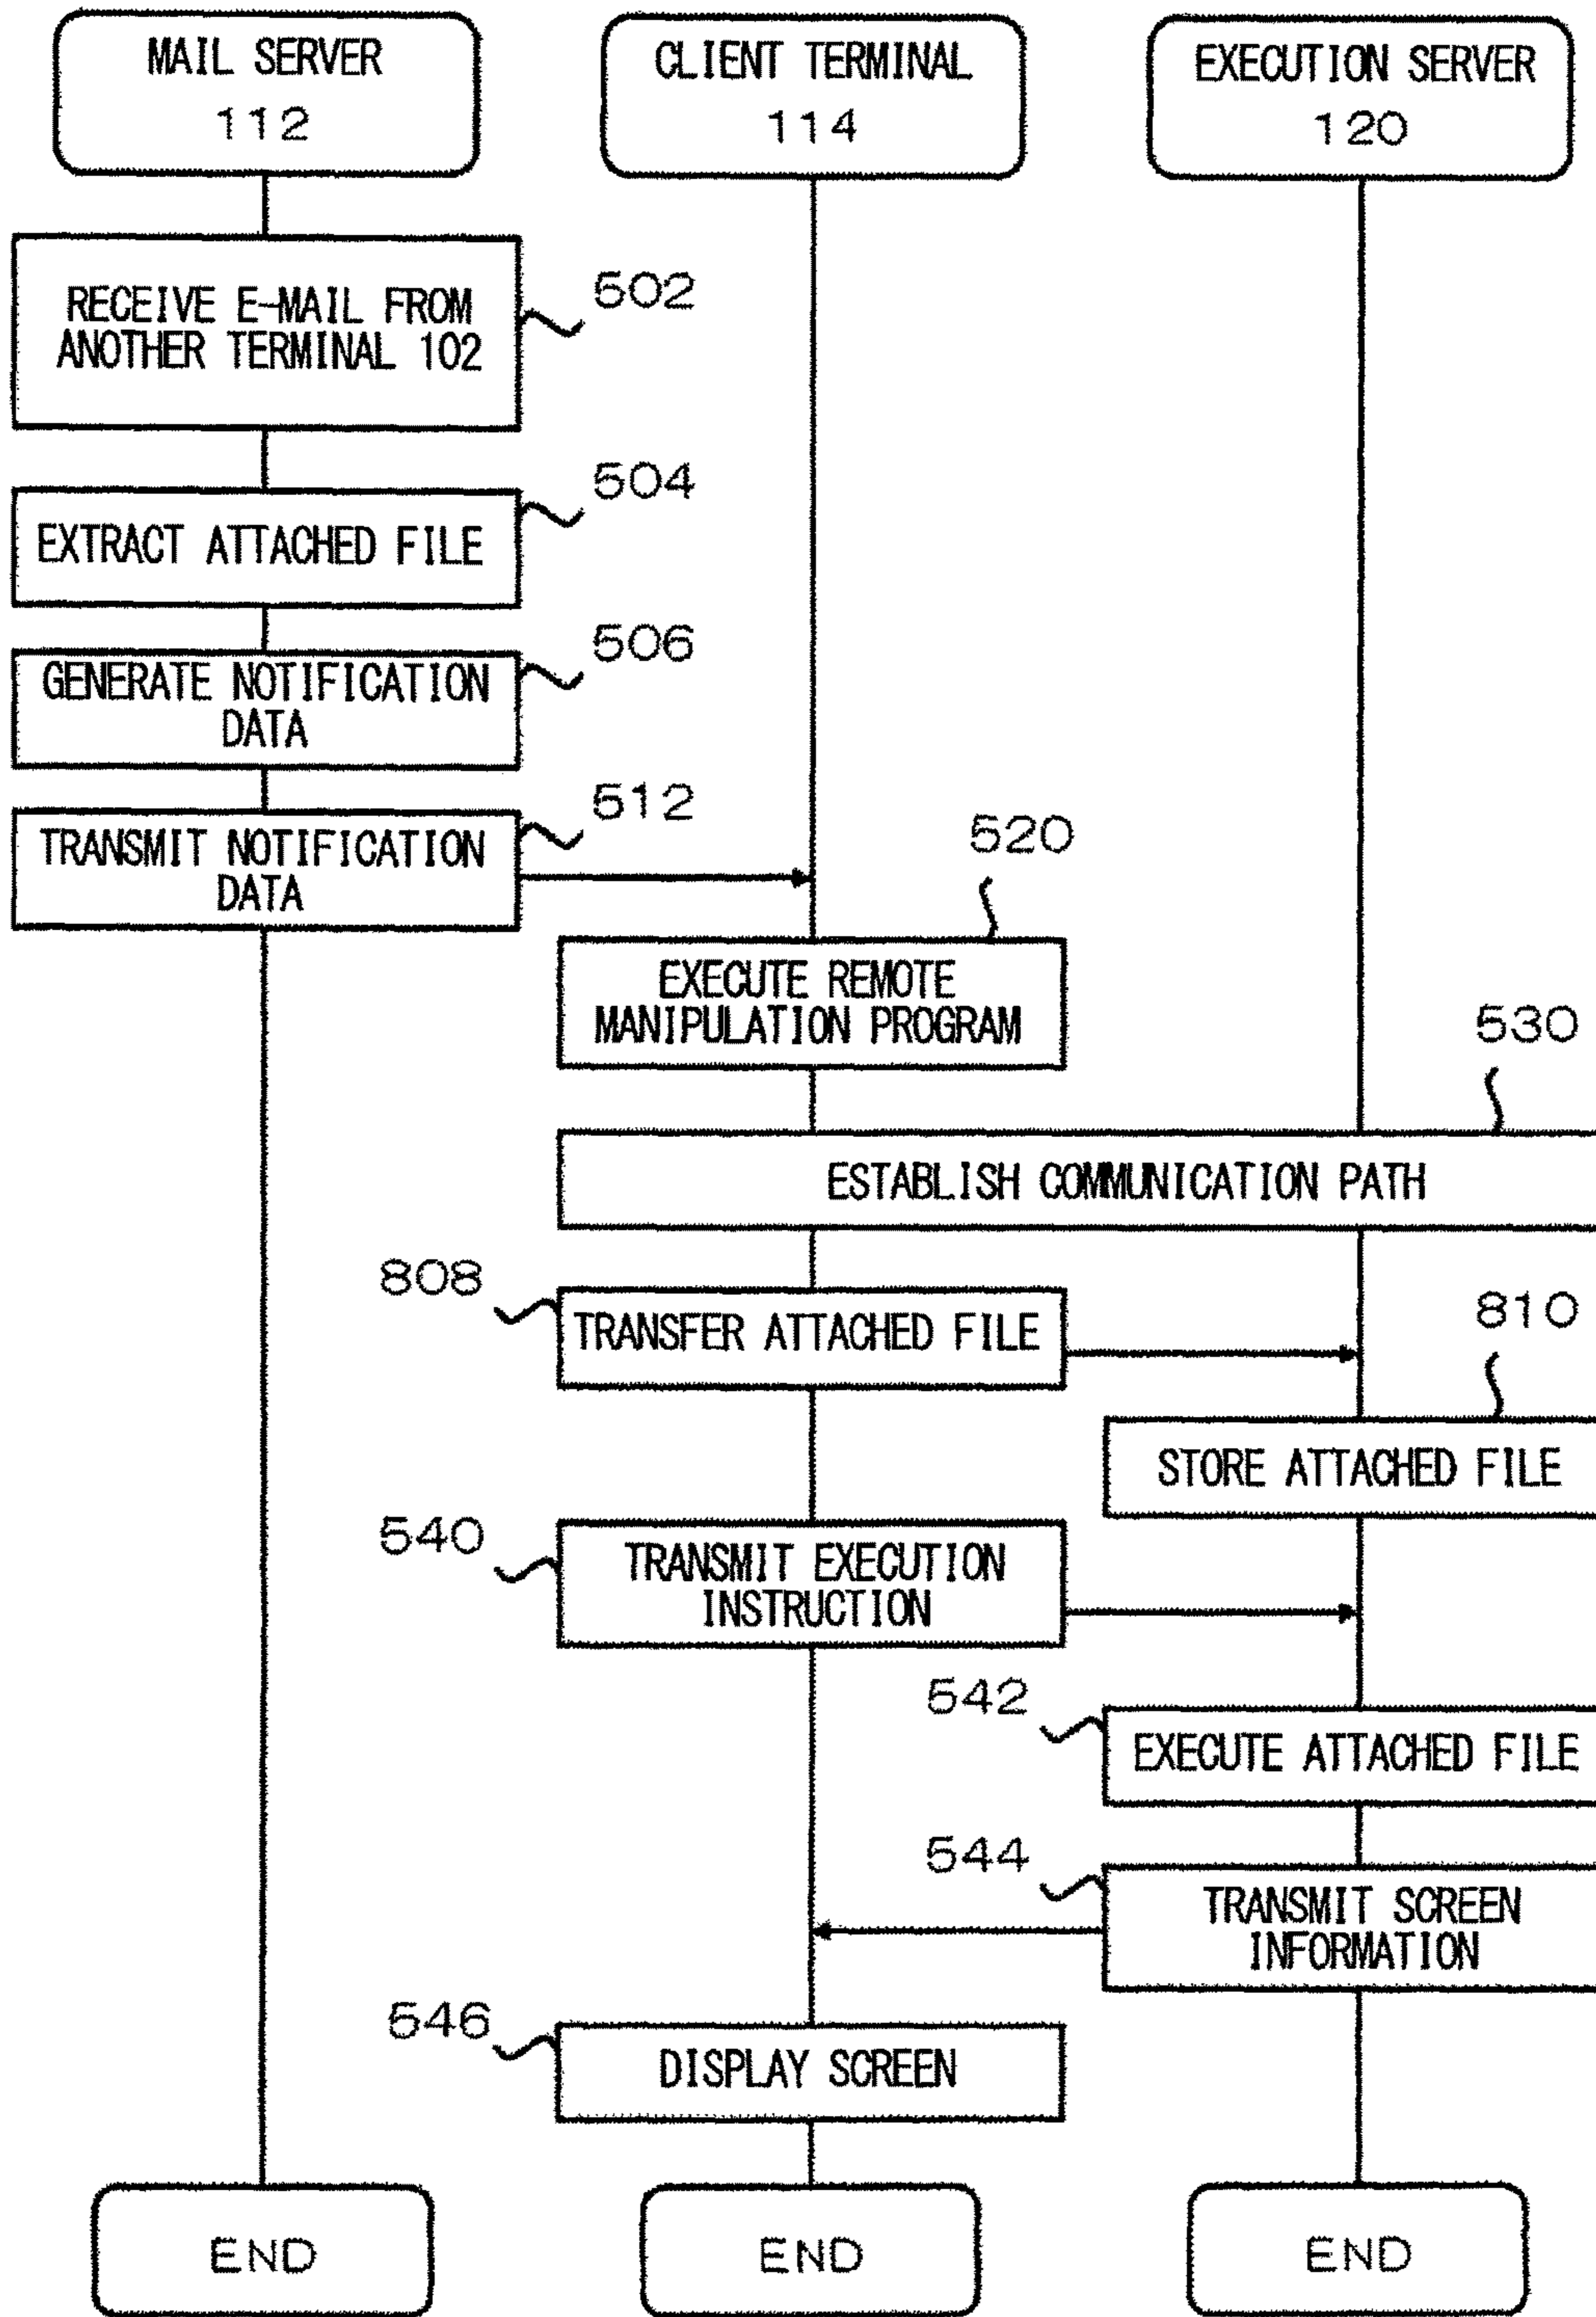 MAIL SERVER
112
CLIENT TERMINAL
114
EXECUTION SERVER
120
RECEIVE E-MAIL FROM
ANOTHER TERMINAL 102
502
EXTRACT ATTACHED FILE
504
GENERATE NOTIFICATION
DATA
506
TRANSMIT NOTIFICATION
DATA
512
520
EXECUTE REMOTE
MANIPULATION PROGRAM
530
ESTABLISH COMMUNICATION PATH
808
TRANSFER ATTACHED FILE
810
STORE ATTACHED FILE
540
TRANSMIT EXECUTION
INSTRUCTION
542
EXECUTE ATTACHED FILE
544
TRANSMIT SCREEN
INFORMATION
546
DISPLAY SCREEN
END
END
END